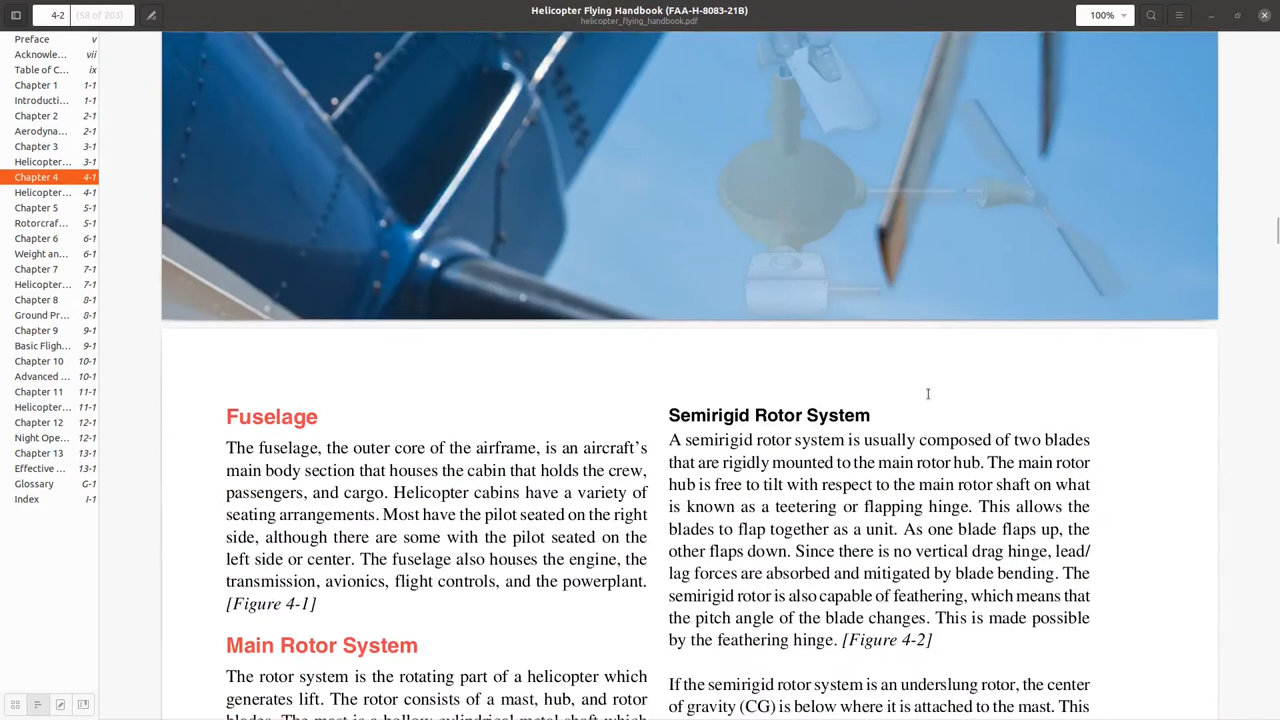 4-2 (58 of 203)
Helicopter Flying Handbook (FAA-H-8083-21B)
helicopter_flying_handbook.pdf
100%
Preface v
Acknowle... vii
Table of C... ix
Chapter 1 1-1
Introducti... 1-1
Chapter 2 2-1
Aerodyna... 2-1
Chapter 3 3-1
Helicopter... 3-1
Chapter 4 4-1
Helicopter... 4-1
Chapter 5 5-1
Rotorcraf... 5-1
Chapter 6 6-1
Weight an... 6-1
Chapter 7 7-1
Helicopter... 7-1
Chapter 8 8-1
Ground Pr... 8-1
Chapter 9 9-1
Basic Fligh... 9-1
Chapter 10 10-1
Advanced ... 10-1
Chapter 11 11-1
Helicopter... 11-1
Chapter 12 12-1
Night Ope... 12-1
Chapter 13 13-1
Effective ... 13-1
Glossary G-1
Index I-1
Fuselage
The fuselage, the outer core of the airframe, is an aircraft's
main body section that houses the cabin that holds the crew,
passengers, and cargo. Helicopter cabins have a variety of
seating arrangements. Most have the pilot seated on the right
side, although there are some with the pilot seated on the
left side or center. The fuselage also houses the engine, the
transmission, avionics, flight controls, and the powerplant.
[Figure 4-1]
Main Rotor System
The rotor system is the rotating part of a helicopter which
generates lift. The rotor consists of a mast, hub, and rotor
blades. The mast is a hollow cylindrical metal shaft which
Semirigid Rotor System
A semirigid rotor system is usually composed of two blades
that are rigidly mounted to the main rotor hub. The main rotor
hub is free to tilt with respect to the main rotor shaft on what
is known as a teetering or flapping hinge. This allows the
blades to flap together as a unit. As one blade flaps up, the
other flaps down. Since there is no vertical drag hinge, lead/
lag forces are absorbed and mitigated by blade bending. The
semirigid rotor is also capable of feathering, which means that
the pitch angle of the blade changes. This is made possible
by the feathering hinge. [Figure 4-2]
If the semirigid rotor system is an underslung rotor, the center
of gravity (CG) is below where it is attached to the mast. This